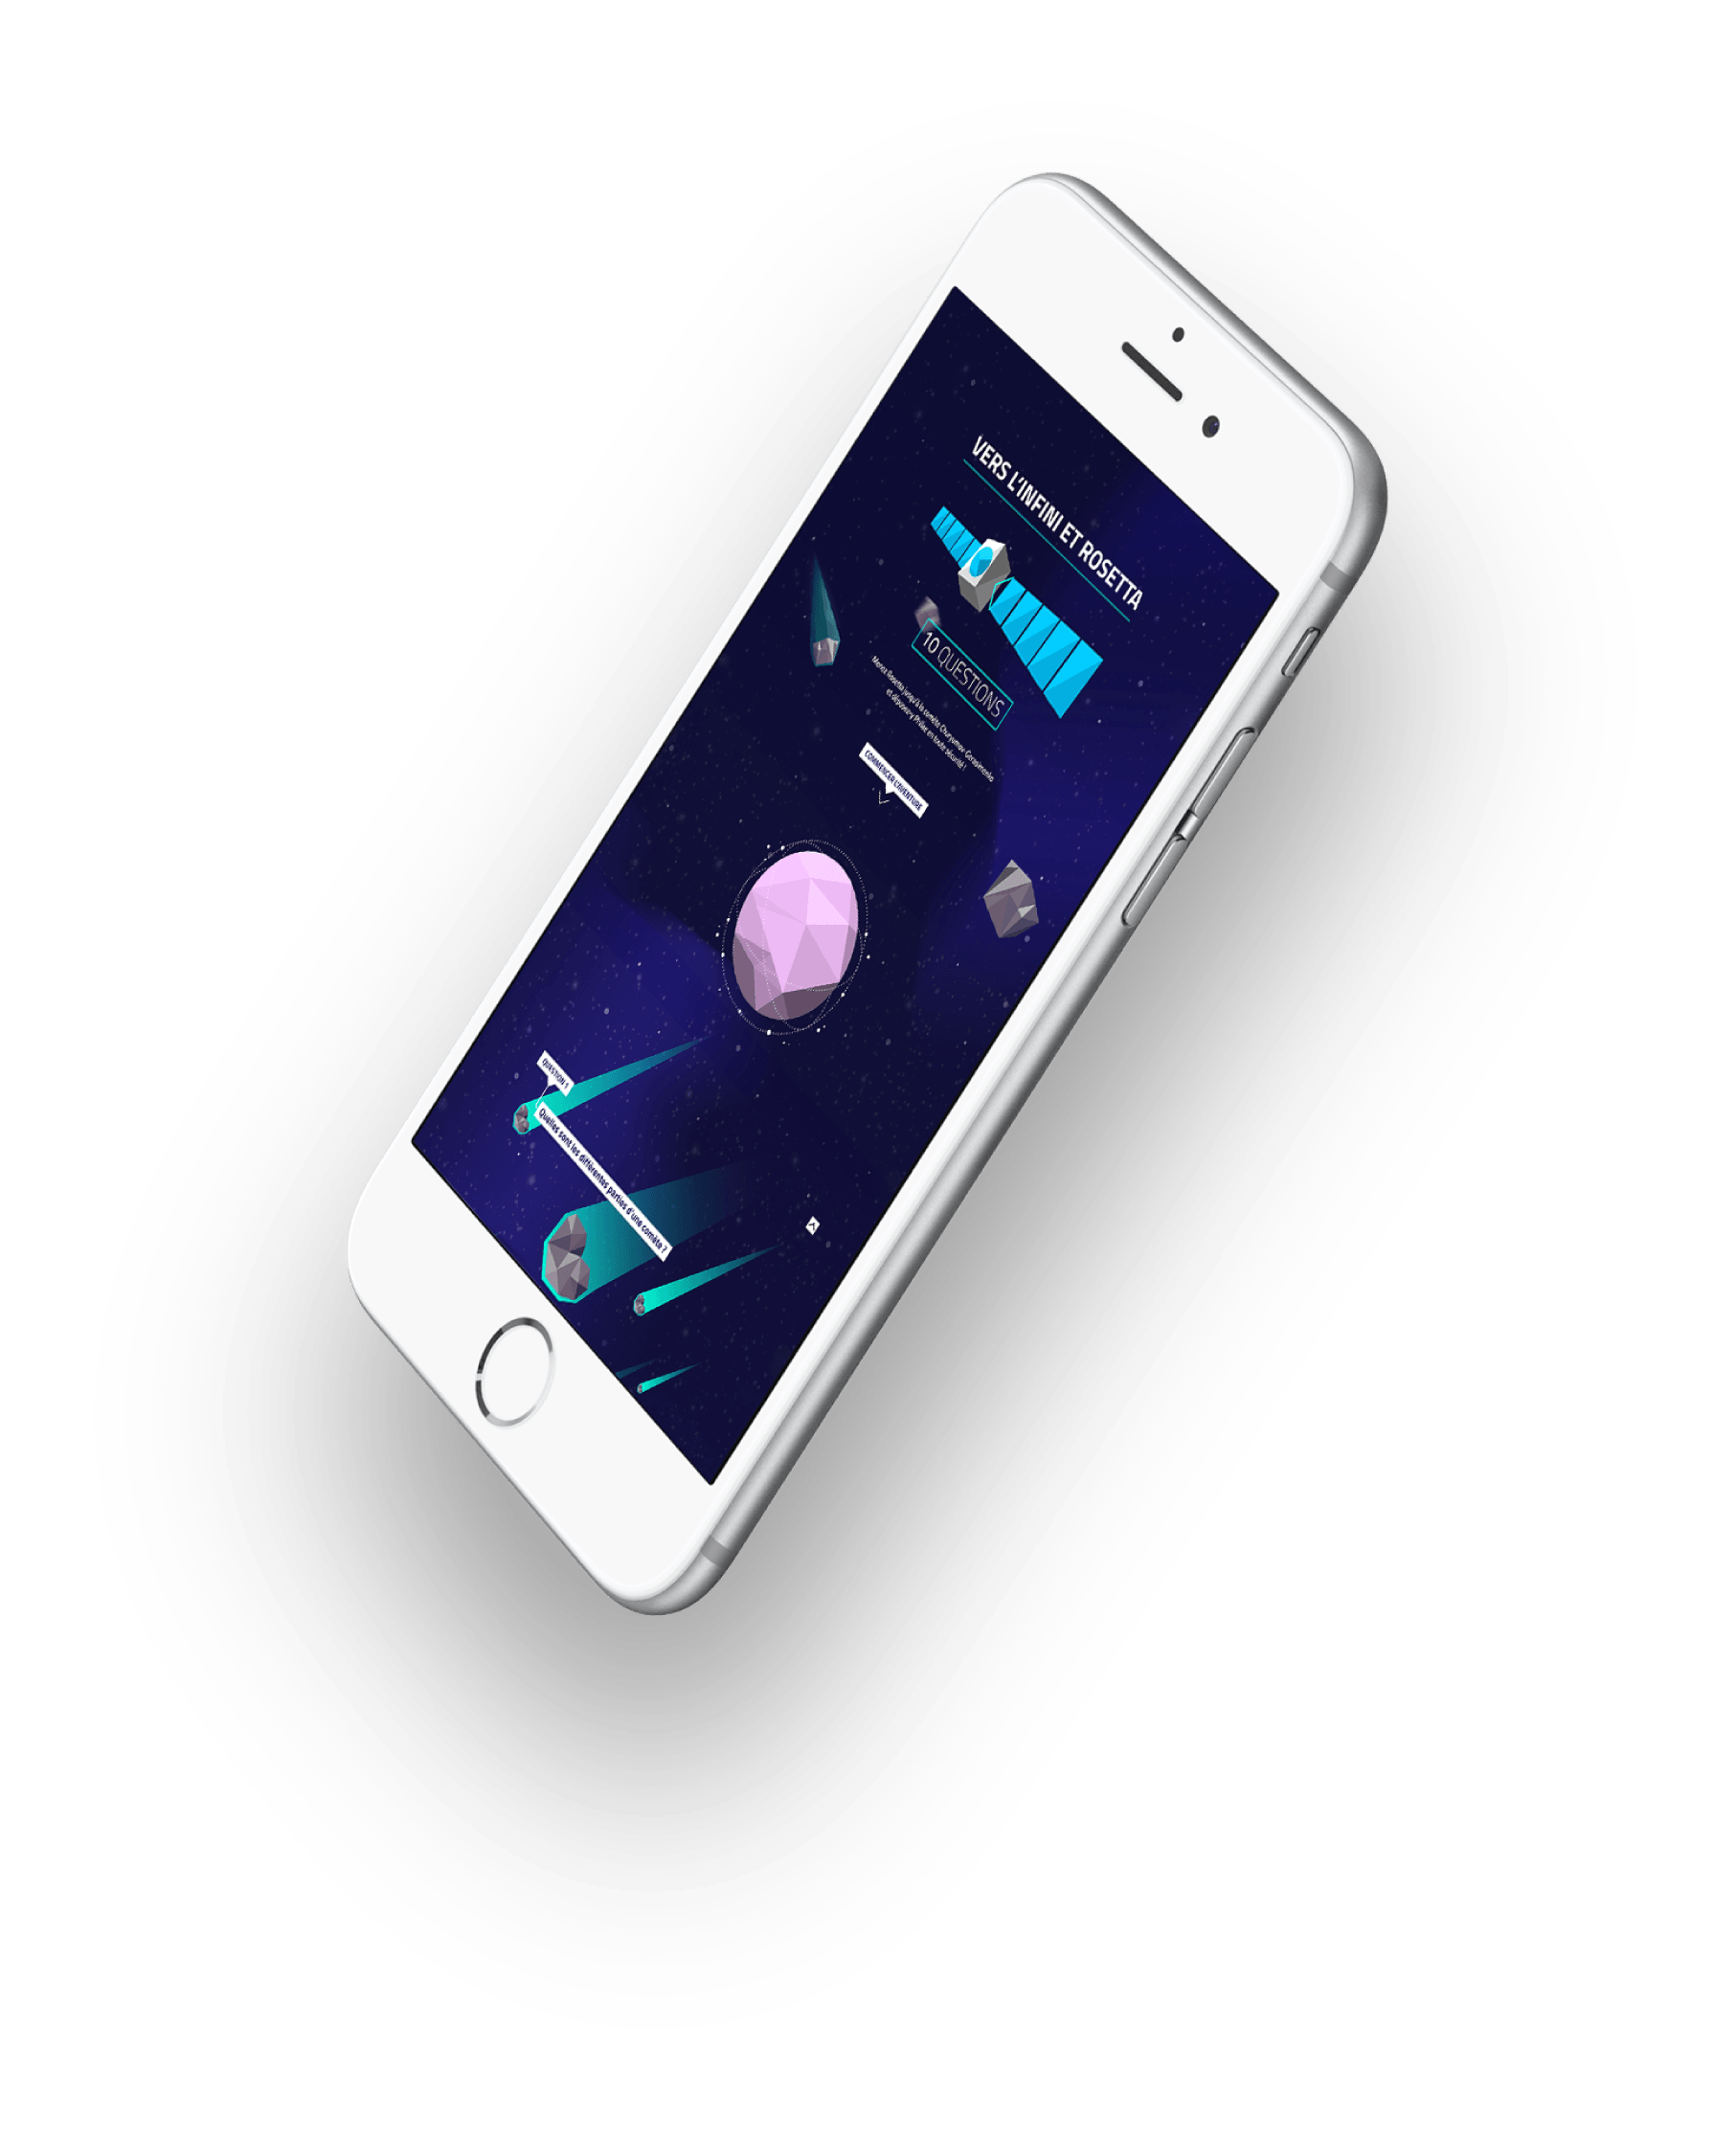 VERS L'INFINI ET ROSETTA
10 QUESTIONS
Menez Rosetta jusqu'à la comète Churyumov-Gerasimenko
et déposez-y Philae en toute sécurité !
COMMENCER L'AVENTURE
QUESTION 1
Quelles sont les différentes parties d'une comète ?